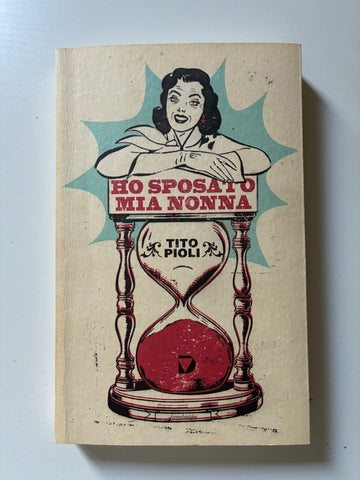 HO SPOSATO
MIA NONNA
TITO
PIOLI